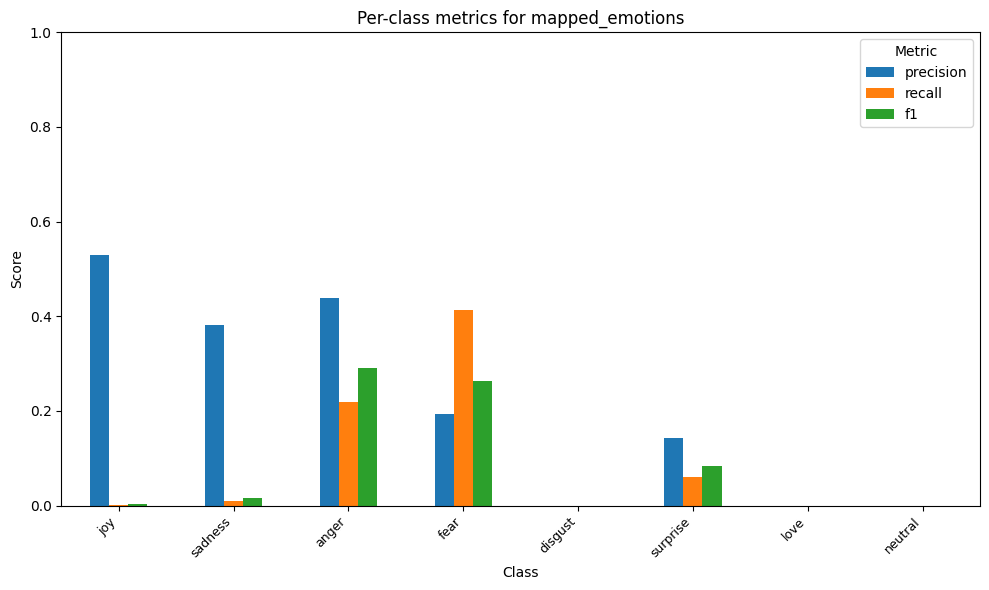 Per-class metrics for mapped_emotions
1.0
0.8
0.6
0.4
0.2
0.0
Score
Metric
precision
recall
f1
joy
sadness
anger
fear
disgust
surprise
love
neutral
Class